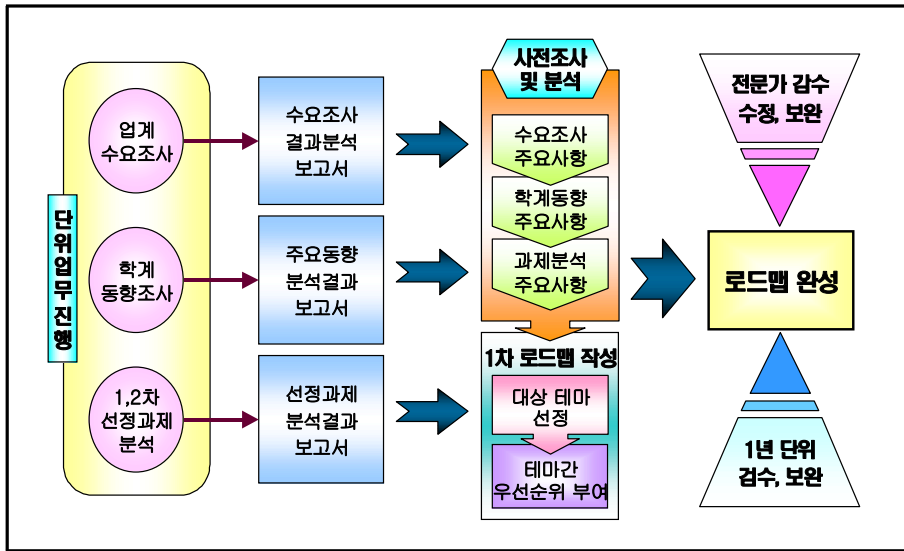 단위업무진행
업계
수요조사
학계
동향조사
1,2차
선정과제
분석
수요조사
결과분석
보고서
주요동향
분석결과
보고서
선정과제
분석결과
보고서
사전조사
및 분석
수요조사
주요사항
학계동향
주요사항
과제분석
주요사항
1차 로드맵 작성
대상 테마
선정
테마간
우선순위 부여
전문가 감수
수정, 보완
로드맵 완성
1년 단위
검수, 보완